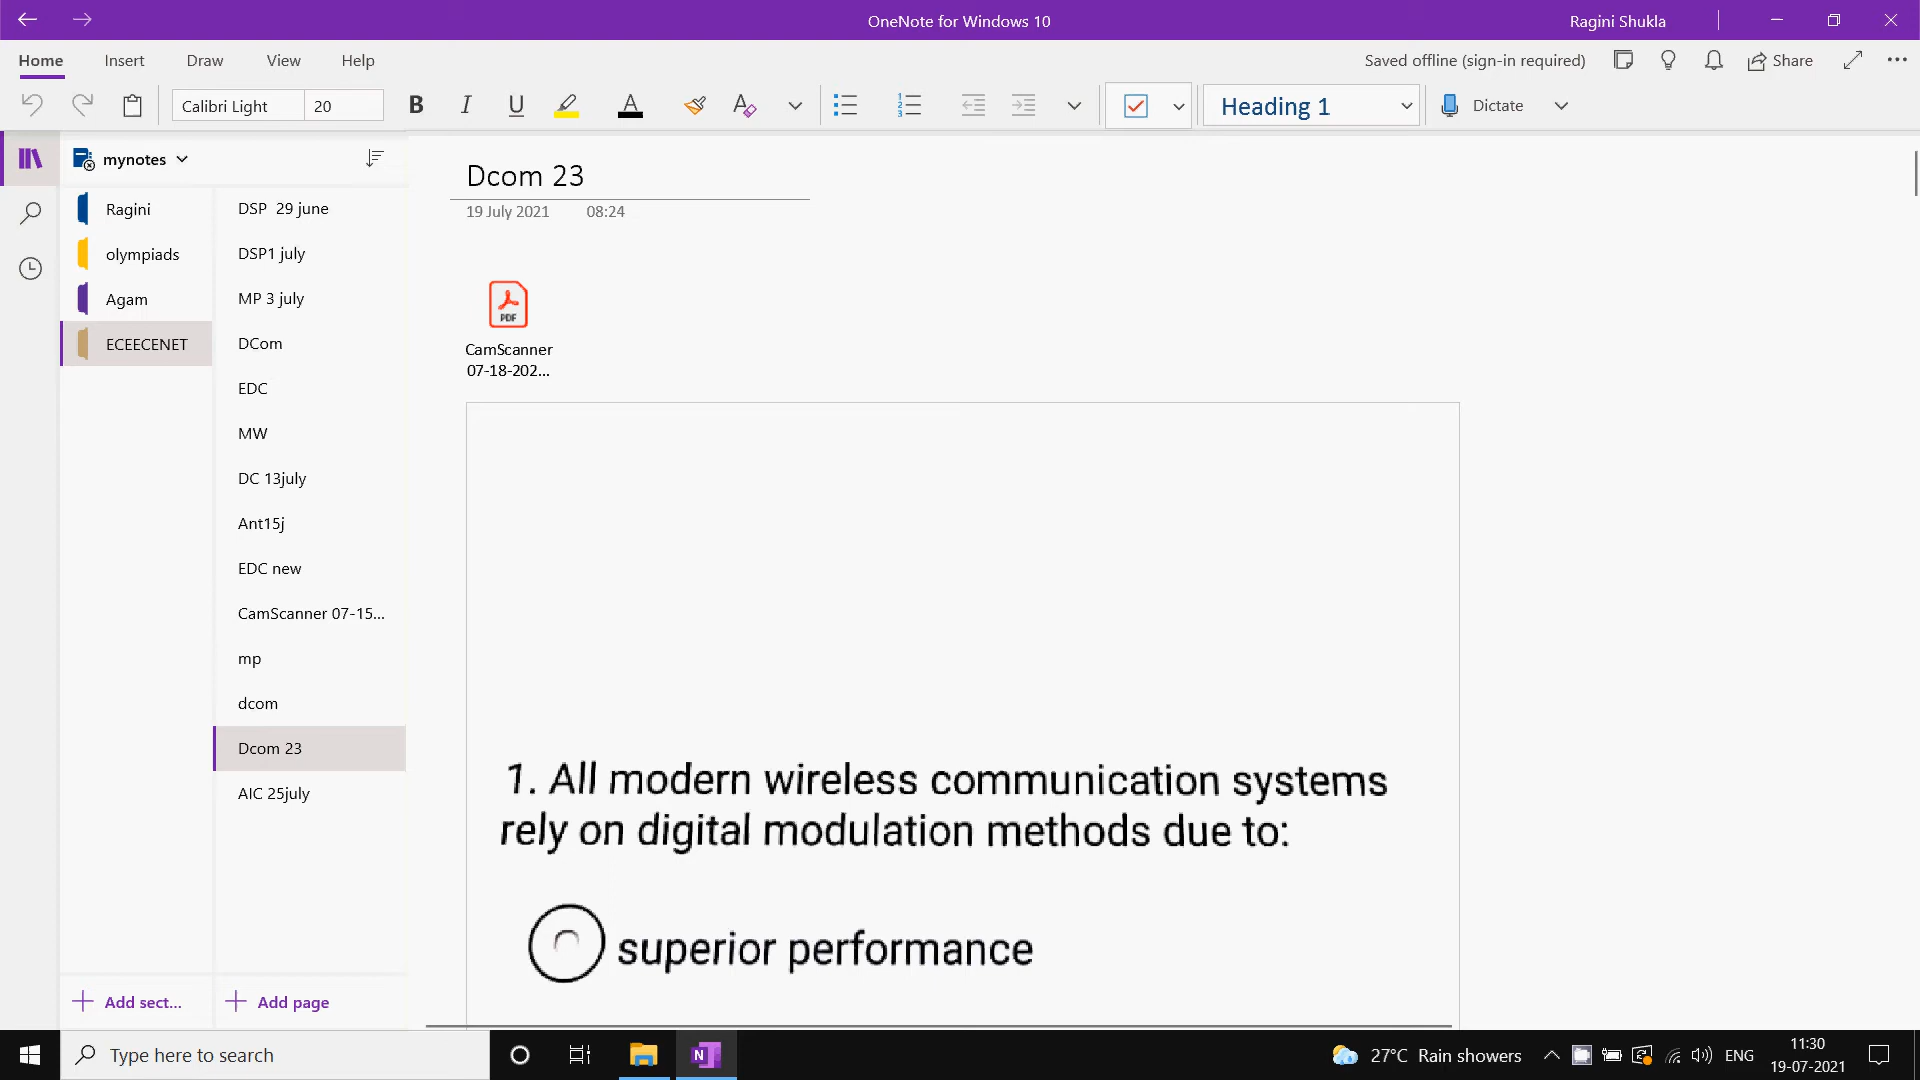 OneNote for Windows 10
Ragini Shukla
Home Insert Draw View Help
Saved offline (sign-in required)
Share
Calibri Light 20
B I U A
Heading 1
Dictate
mynotes
Ragini
olympiads
Agam
ECEECENET
DSP 29 june
DSP1 july
MP 3 july
DCom
EDC
MW
DC 13july
Ant15j
EDC new
CamScanner 07-15...
mp
dcom
Dcom 23
AIC 25july
Add sect...
Add page
Dcom 23
19 July 2021 08:24
PDF
CamScanner
07-18-202...
1. All modern wireless communication systems
rely on digital modulation methods due to:
superior performance
Type here to search
N
27°C Rain showers
ENG
11:30
19-07-2021